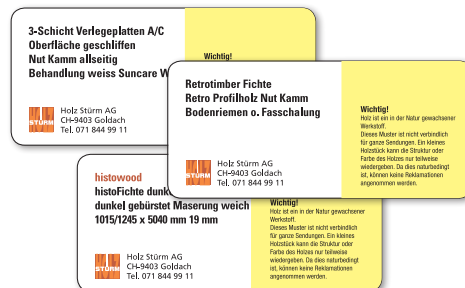 3-Schicht Verlegeplatten A/C
Oberfläche geschliffen
Nut Kamm allseitig
Behandlung weiss Suncare W
Wichtig!
STÜRM
Holz Stürm AG
CH-9403 Goldach
Tel. 071 844 99 11
Retrotimber Fichte
Retro Profilholz Nut Kamm
Bodenriemen o. Fasschalung
STÜRM
Holz Stürm AG
CH-9403 Goldach
Tel. 071 844 99 11
Wichtig!
Holz ist ein in der Natur gewachsener
Werkstoff.
Dieses Muster ist nicht verbindlich
für ganze Sendungen. Ein kleines
Holzstück kann die Struktur oder
Farbe des Holzes nur teilweise
wiedergeben. Da dies naturbedingt
ist, können keine Reklamationen
angenommen werden.
histowood
histoFichte dunk
dunkel gebürstet Maserung weich
1015/1245 x 5040 mm 19 mm
STÜRM
Holz Stürm AG
CH-9403 Goldach
Tel. 071 844 99 11
Wichtig!
Holz ist ein in der Natur gewachsener
Werkstoff.
Dieses Muster ist nicht verbindlich
für ganze Sendungen. Ein kleines
Holzstück kann die Struktur oder
Farbe des Holzes nur teilweise
wiedergeben. Da dies naturbedingt
ist, können keine Reklamationen
angenommen werden.